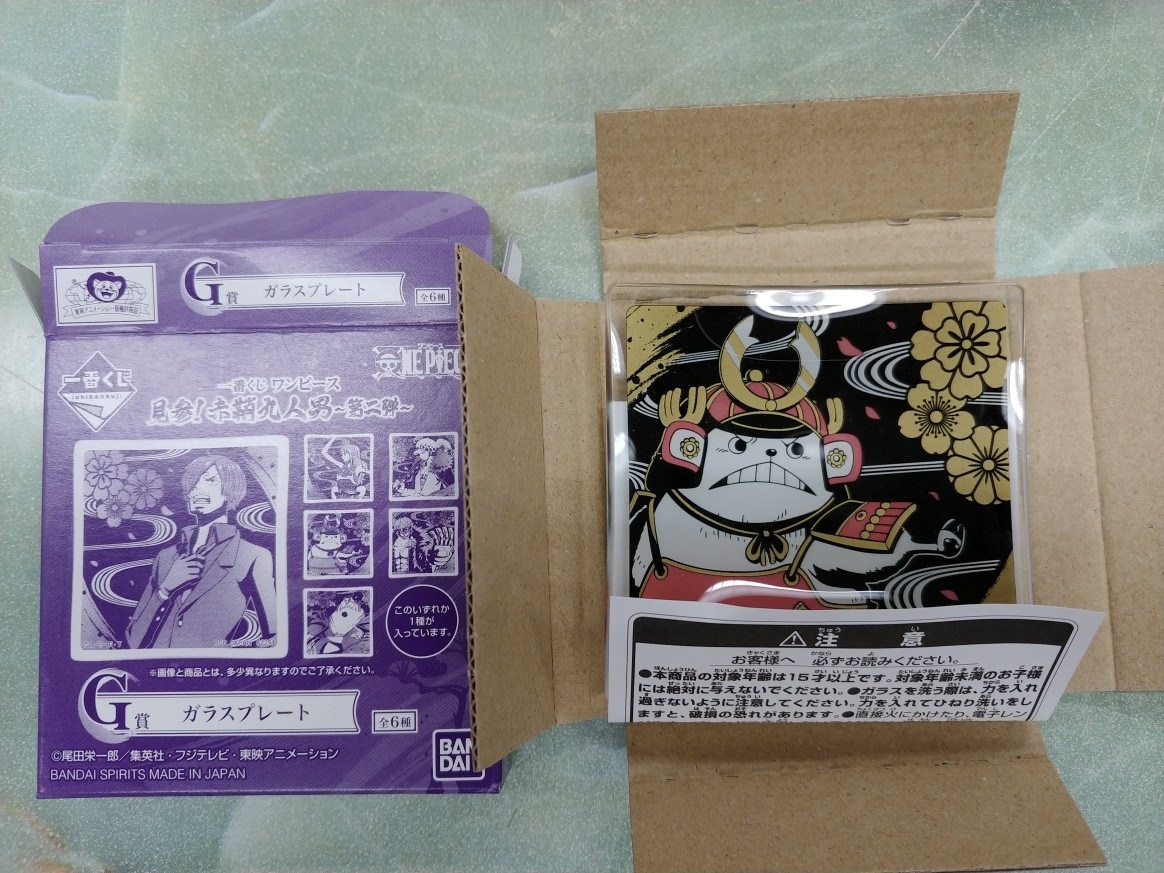 G賞 ガラスプレート 全6種
東映アニメーション
一番くじ
ONE PIEC
一番くじ ワンピース
見参!赤鞘九人男~第二弾~
このいずれか
1種が
入っています。
※画像と商品とは、多少異なりますのでご了承ください。
G賞 ガラスプレート 全6種
©尾田栄一郎/集英社・フジテレビ・東映アニメーション
BANDAI SPIRITS MADE IN JAPAN
BAN
DAI
⚠注意
お客様へ 必ずお読みください。
●本商品の対象年齢は15才以上です。対象年齢未満のお子様
には絶対に与えないでください。●ガラスを洗う際は、力を入れ
過ぎないように注意してください。力を入れてひねり洗いをし
ますと、破損の恐れがあります。●直接火にかけたり、電子レン